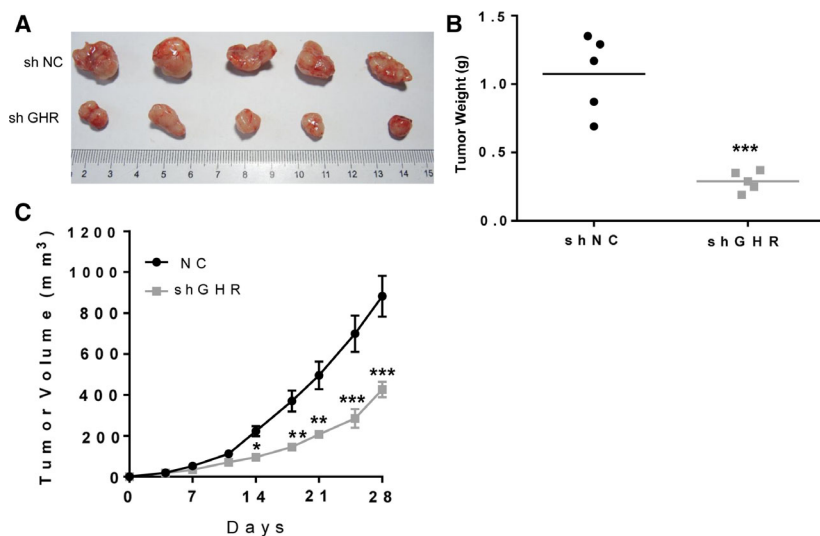 A
sh NC
sh GHR
2 3 4 5 6 7 8 9 10 11 12 13 14 15
B
Tumor Weight (g)
1.5
1.0
0.5
0.0
***
shNC
shGHR
C
Tumor Volume (mm³)
1200
1000
800
600
400
200
0
NC
shGHR
*
**
**
***
***
0 7 14 21 28
Days